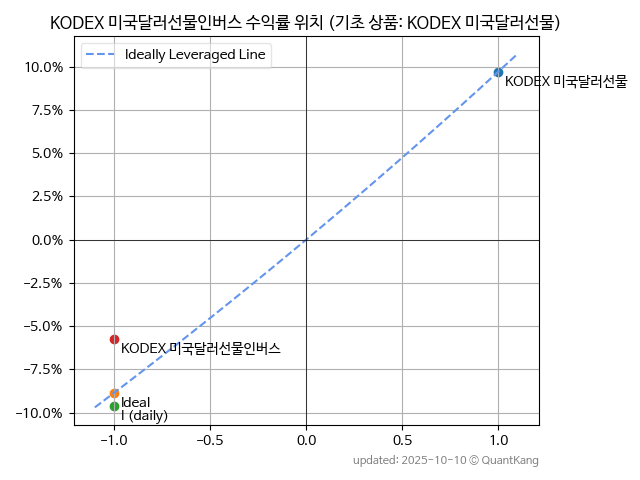 KODEX 미국달러선물인버스 수익률 위치 (기초 상품: KODEX 미국달러선물)
Ideally Leveraged Line
10.0%
7.5%
5.0%
2.5%
0.0%
−2.5%
−5.0%
−7.5%
−10.0%
KODEX 미국달러선물
KODEX 미국달러선물인버스
Ideal
I (daily)
−1.0
−0.5
0.0
0.5
1.0
updated: 2025-10-10 © QuantKang